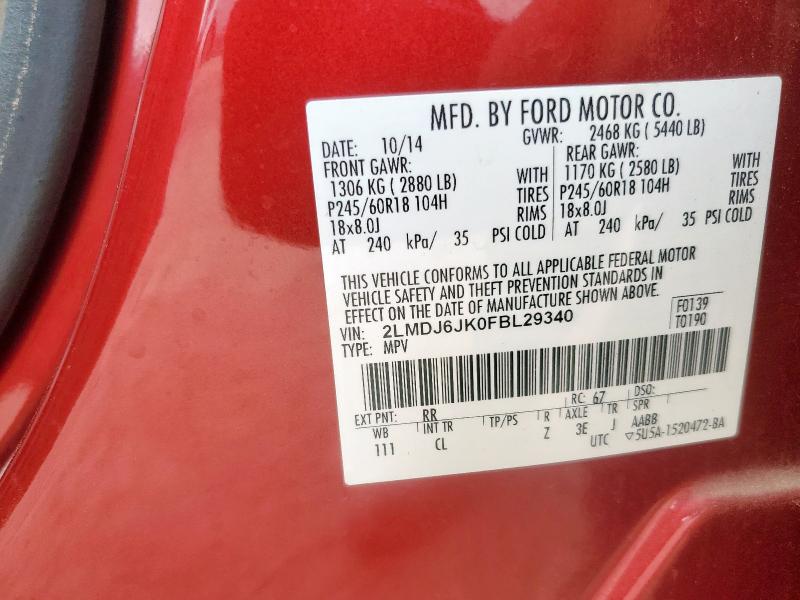 MFD. BY FORD MOTOR CO.
DATE: 10/14 GVWR: 2468 KG ( 5440 LB)
FRONT GAWR: REAR GAWR:
1306 KG ( 2880 LB) WITH 1170 KG ( 2580 LB) WITH
P245/60R18 104H TIRES P245/60R18 104H TIRES
18x8.0J RIMS 18x8.0J RIMS
AT 240 kPa/ 35 PSI COLD AT 240 kPa/ 35 PSI COLD
THIS VEHICLE CONFORMS TO ALL APPLICABLE FEDERAL MOTOR
VEHICLE SAFETY AND THEFT PREVENTION STANDARDS IN
EFFECT ON THE DATE OF MANUFACTURE SHOWN ABOVE.
VIN: 2LMDJ6JK0FBL29340 F0139
TYPE: MPV T0190
EXT PNT: RR RC: 67 DSO:
WB INT TR TP/PS R AXLE TR SPR
111 CL Z 3E J AABB
UTC ▽5U5A-1520472-BA